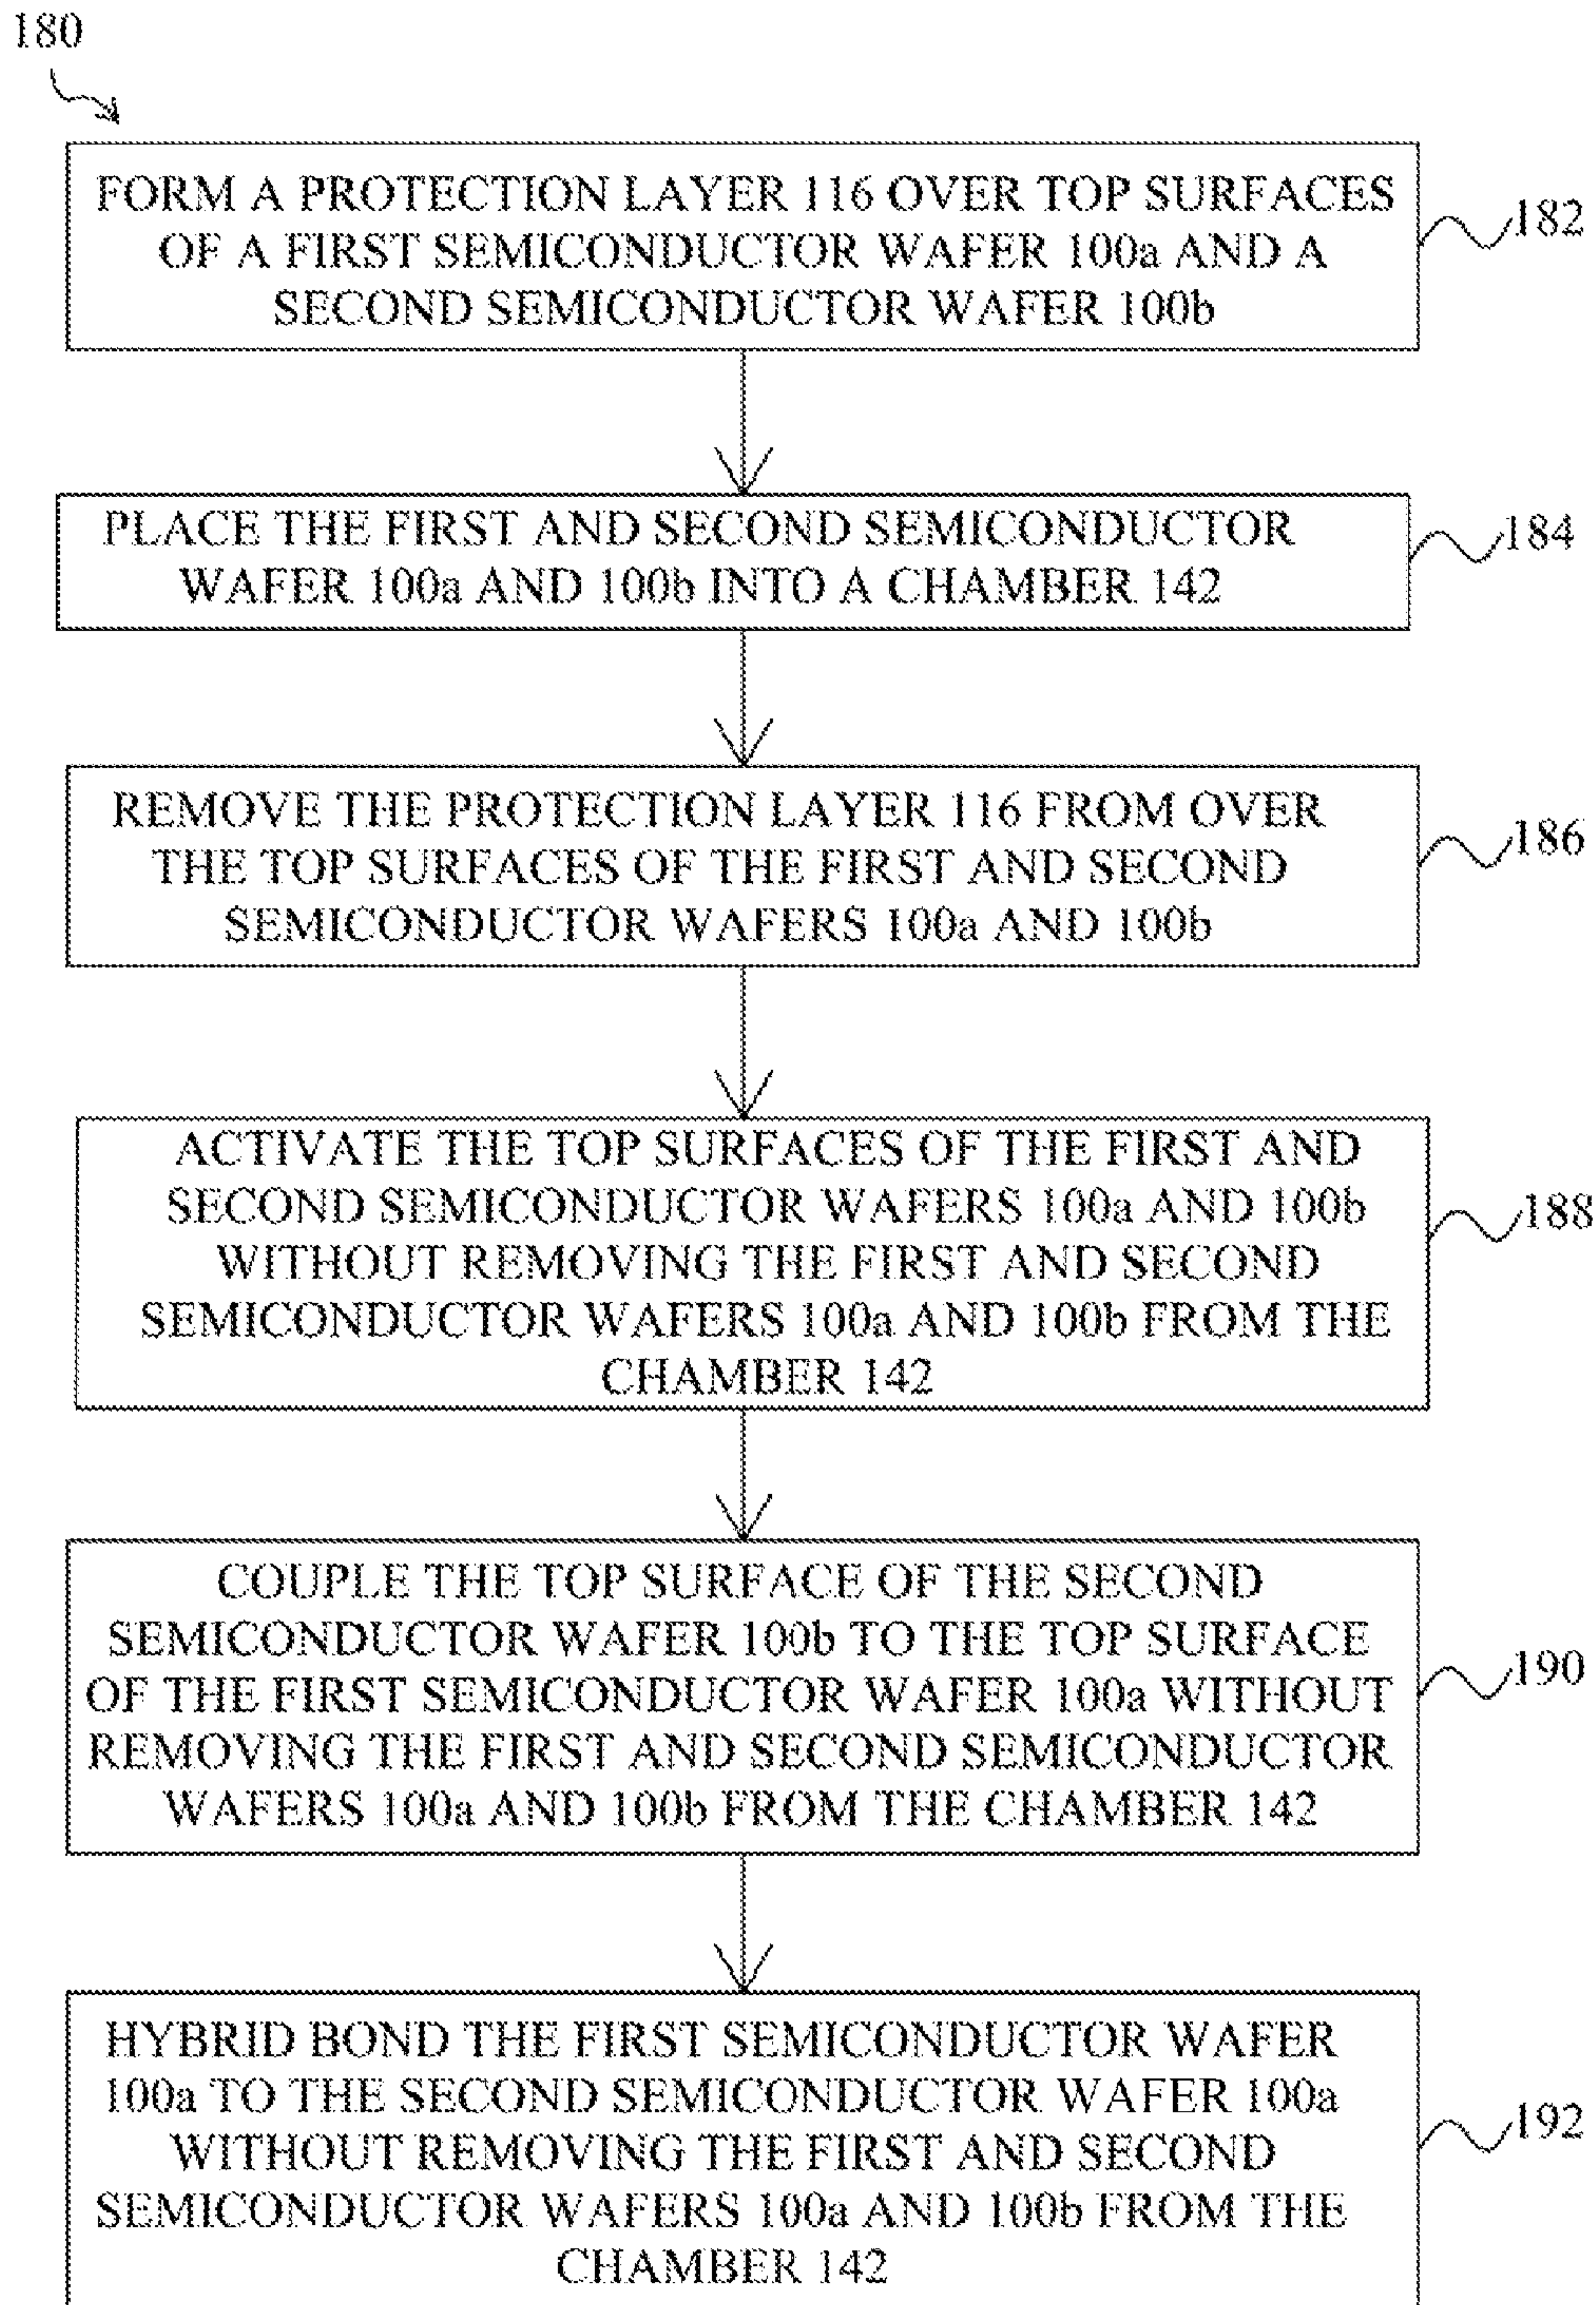 180
FORM A PROTECTION LAYER 116 OVER TOP SURFACES
OF A FIRST SEMICONDUCTOR WAFER 100a AND A
SECOND SEMICONDUCTOR WAFER 100b
182
PLACE THE FIRST AND SECOND SEMICONDUCTOR
WAFER 100a AND 100b INTO A CHAMBER 142
184
REMOVE THE PROTECTION LAYER 116 FROM OVER
THE TOP SURFACES OF THE FIRST AND SECOND
SEMICONDUCTOR WAFERS 100a AND 100b
186
ACTIVATE THE TOP SURFACES OF THE FIRST AND
SECOND SEMICONDUCTOR WAFERS 100a AND 100b
WITHOUT REMOVING THE FIRST AND SECOND
SEMICONDUCTOR WAFERS 100a AND 100b FROM THE
CHAMBER 142
188
COUPLE THE TOP SURFACE OF THE SECOND
SEMICONDUCTOR WAFER 100b TO THE TOP SURFACE
OF THE FIRST SEMICONDUCTOR WAFER 100a WITHOUT
REMOVING THE FIRST AND SECOND SEMICONDUCTOR
WAFERS 100a AND 100b FROM THE CHAMBER 142
190
HYBRID BOND THE FIRST SEMICONDUCTOR WAFER
100a TO THE SECOND SEMICONDUCTOR WAFER 100a
WITHOUT REMOVING THE FIRST AND SECOND
SEMICONDUCTOR WAFERS 100a AND 100b FROM THE
CHAMBER 142
192